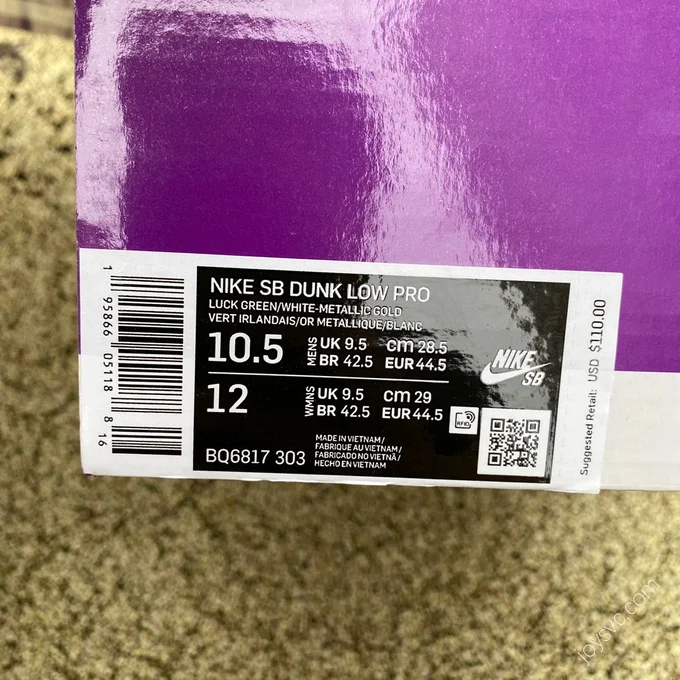 NIKE SB DUNK LOW PRO
LUCK GREEN/WHITE-METALLIC GOLD
VERT IRLANDAIS/OR METALLIQUE/BLANC
10.5 MENS UK 9.5 cm 28.5
BR 42.5 EUR 44.5
12 WMNS UK 9.5 cm 29
BR 42.5 EUR 44.5
NIKE
SB
RFID
BQ6817 303
MADE IN VIETNAM/
FABRIQUE AU VIETNAM/
FABRICADO NO VIETNÃ/
HECHO EN VIETNAM
1 95866 05118 8 16
Suggested Retail: USD $110.00
joysvc.com